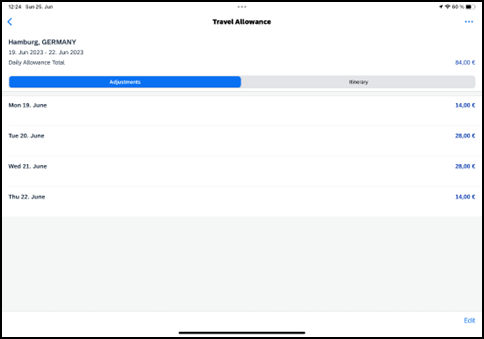 12:24 Sun 25. Jun
60 %
Travel Allowance
Hamburg, GERMANY
19. Jun 2023 - 22. Jun 2023
Daily Allowance Total 84,00 €
Adjustments Itinerary
Mon 19. June 14,00 €
Tue 20. June 28,00 €
Wed 21. June 28,00 €
Thu 22. June 14,00 €
Edit